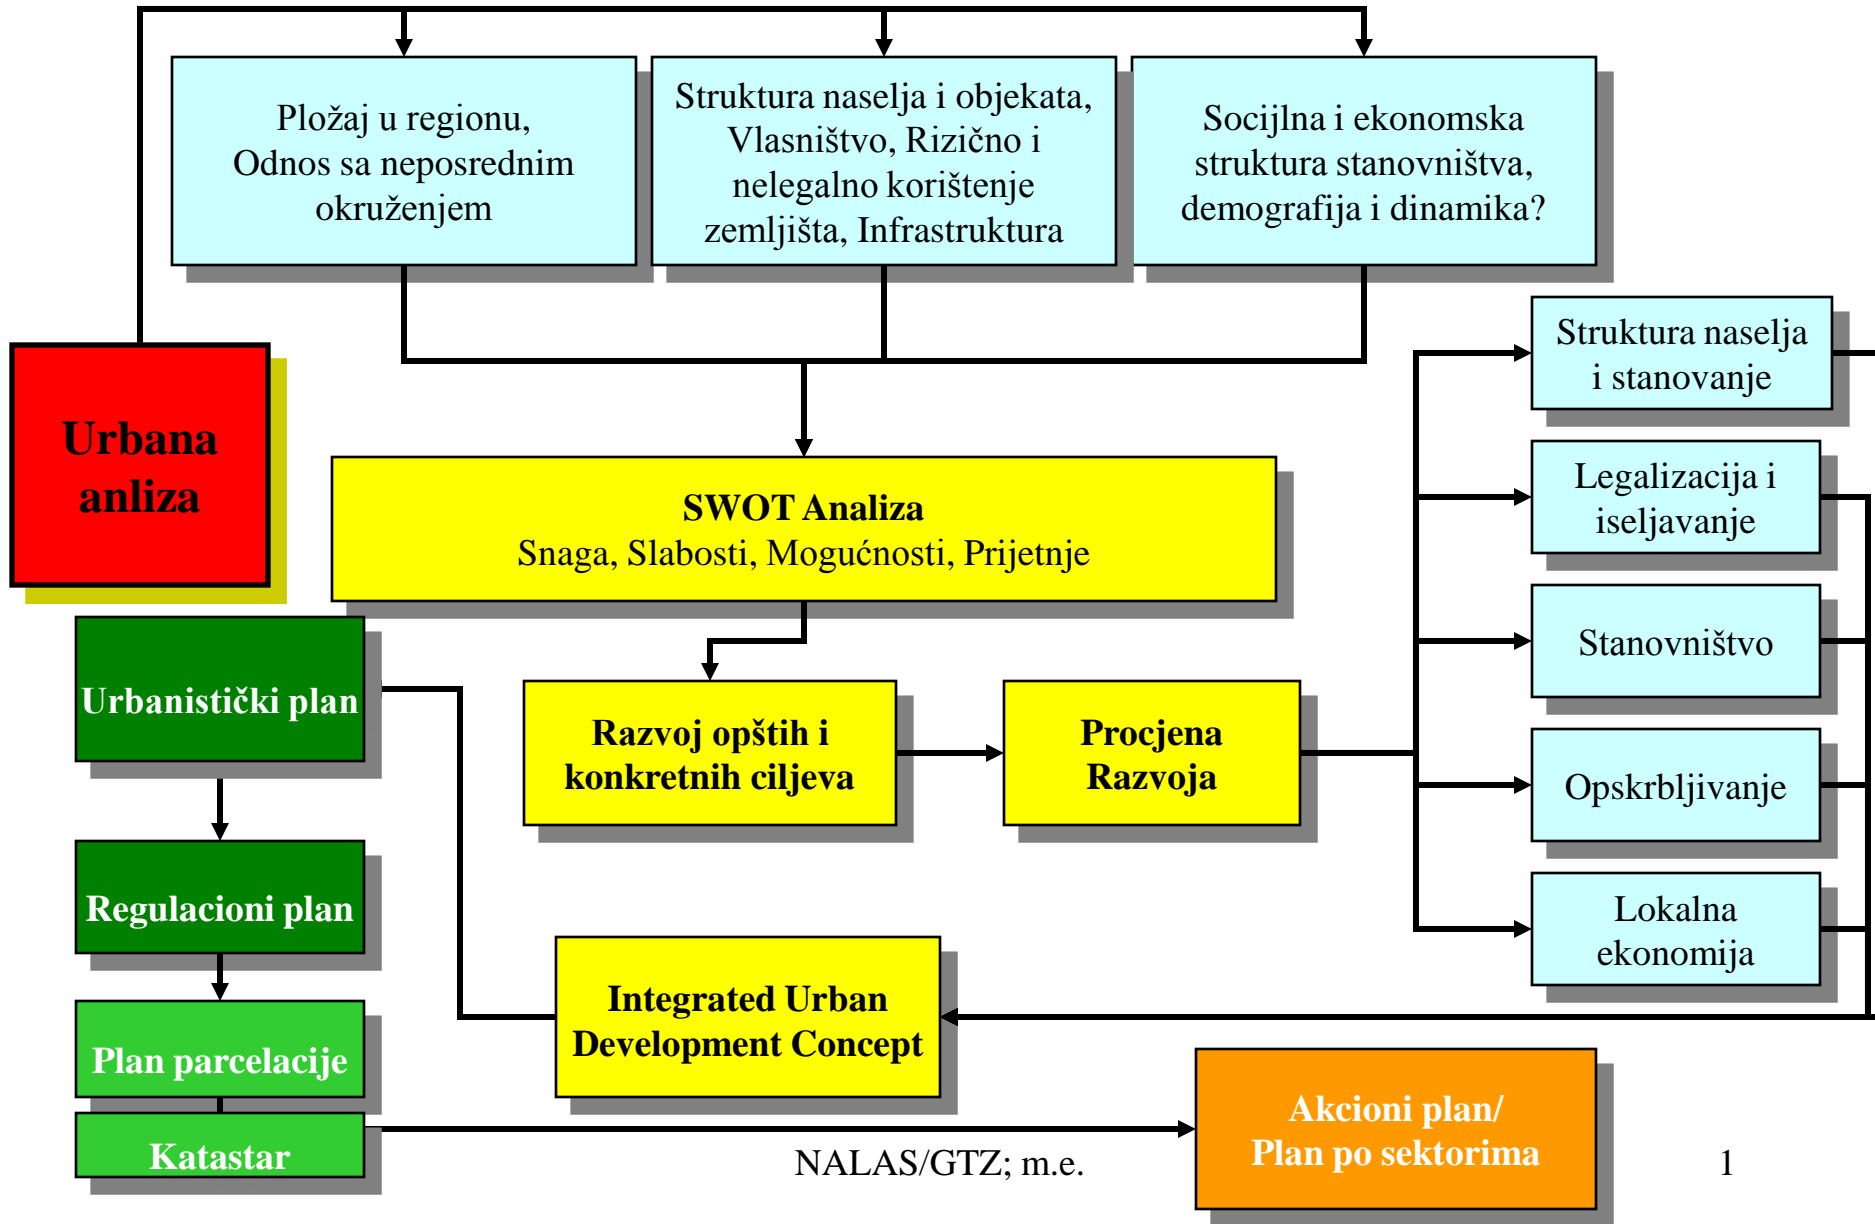 Pložaj u regionu,
Odnos sa neposrednim
okruženjem
Struktura naselja i objekata,
Vlasništvo, Rizično i
nelegalno korištenje
zemljišta, Infrastruktura
Socijlna i ekonomska
struktura stanovništva,
demografija i dinamika?
Urbana
anliza
SWOT Analiza
Snaga, Slabosti, Mogućnosti, Prijetnje
Struktura naselja
i stanovanje
Legalizacija i
iseljavanje
Stanovništvo
Opskrbljivanje
Lokalna
ekonomija
Urbanistički plan
Razvoj opštih i
konkretnih ciljeva
Procjena
Razvoja
Regulacioni plan
Integrated Urban
Development Concept
Plan parcelacije
Katastar
Akcioni plan/
Plan po sektorima
NALAS/GTZ; m.e.
1